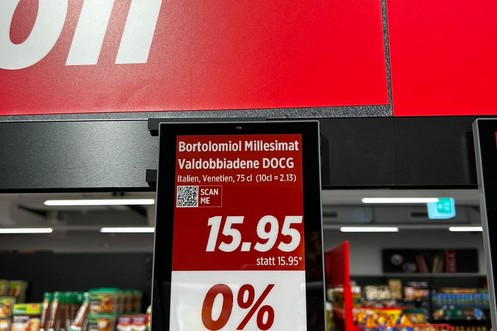 Bortolomiol Millesimat
Valdobbiadene DOCG
Italien, Venetien, 75 cl (10cl = 2.13)
SCAN
ME
15.95
statt 15.95*
0%